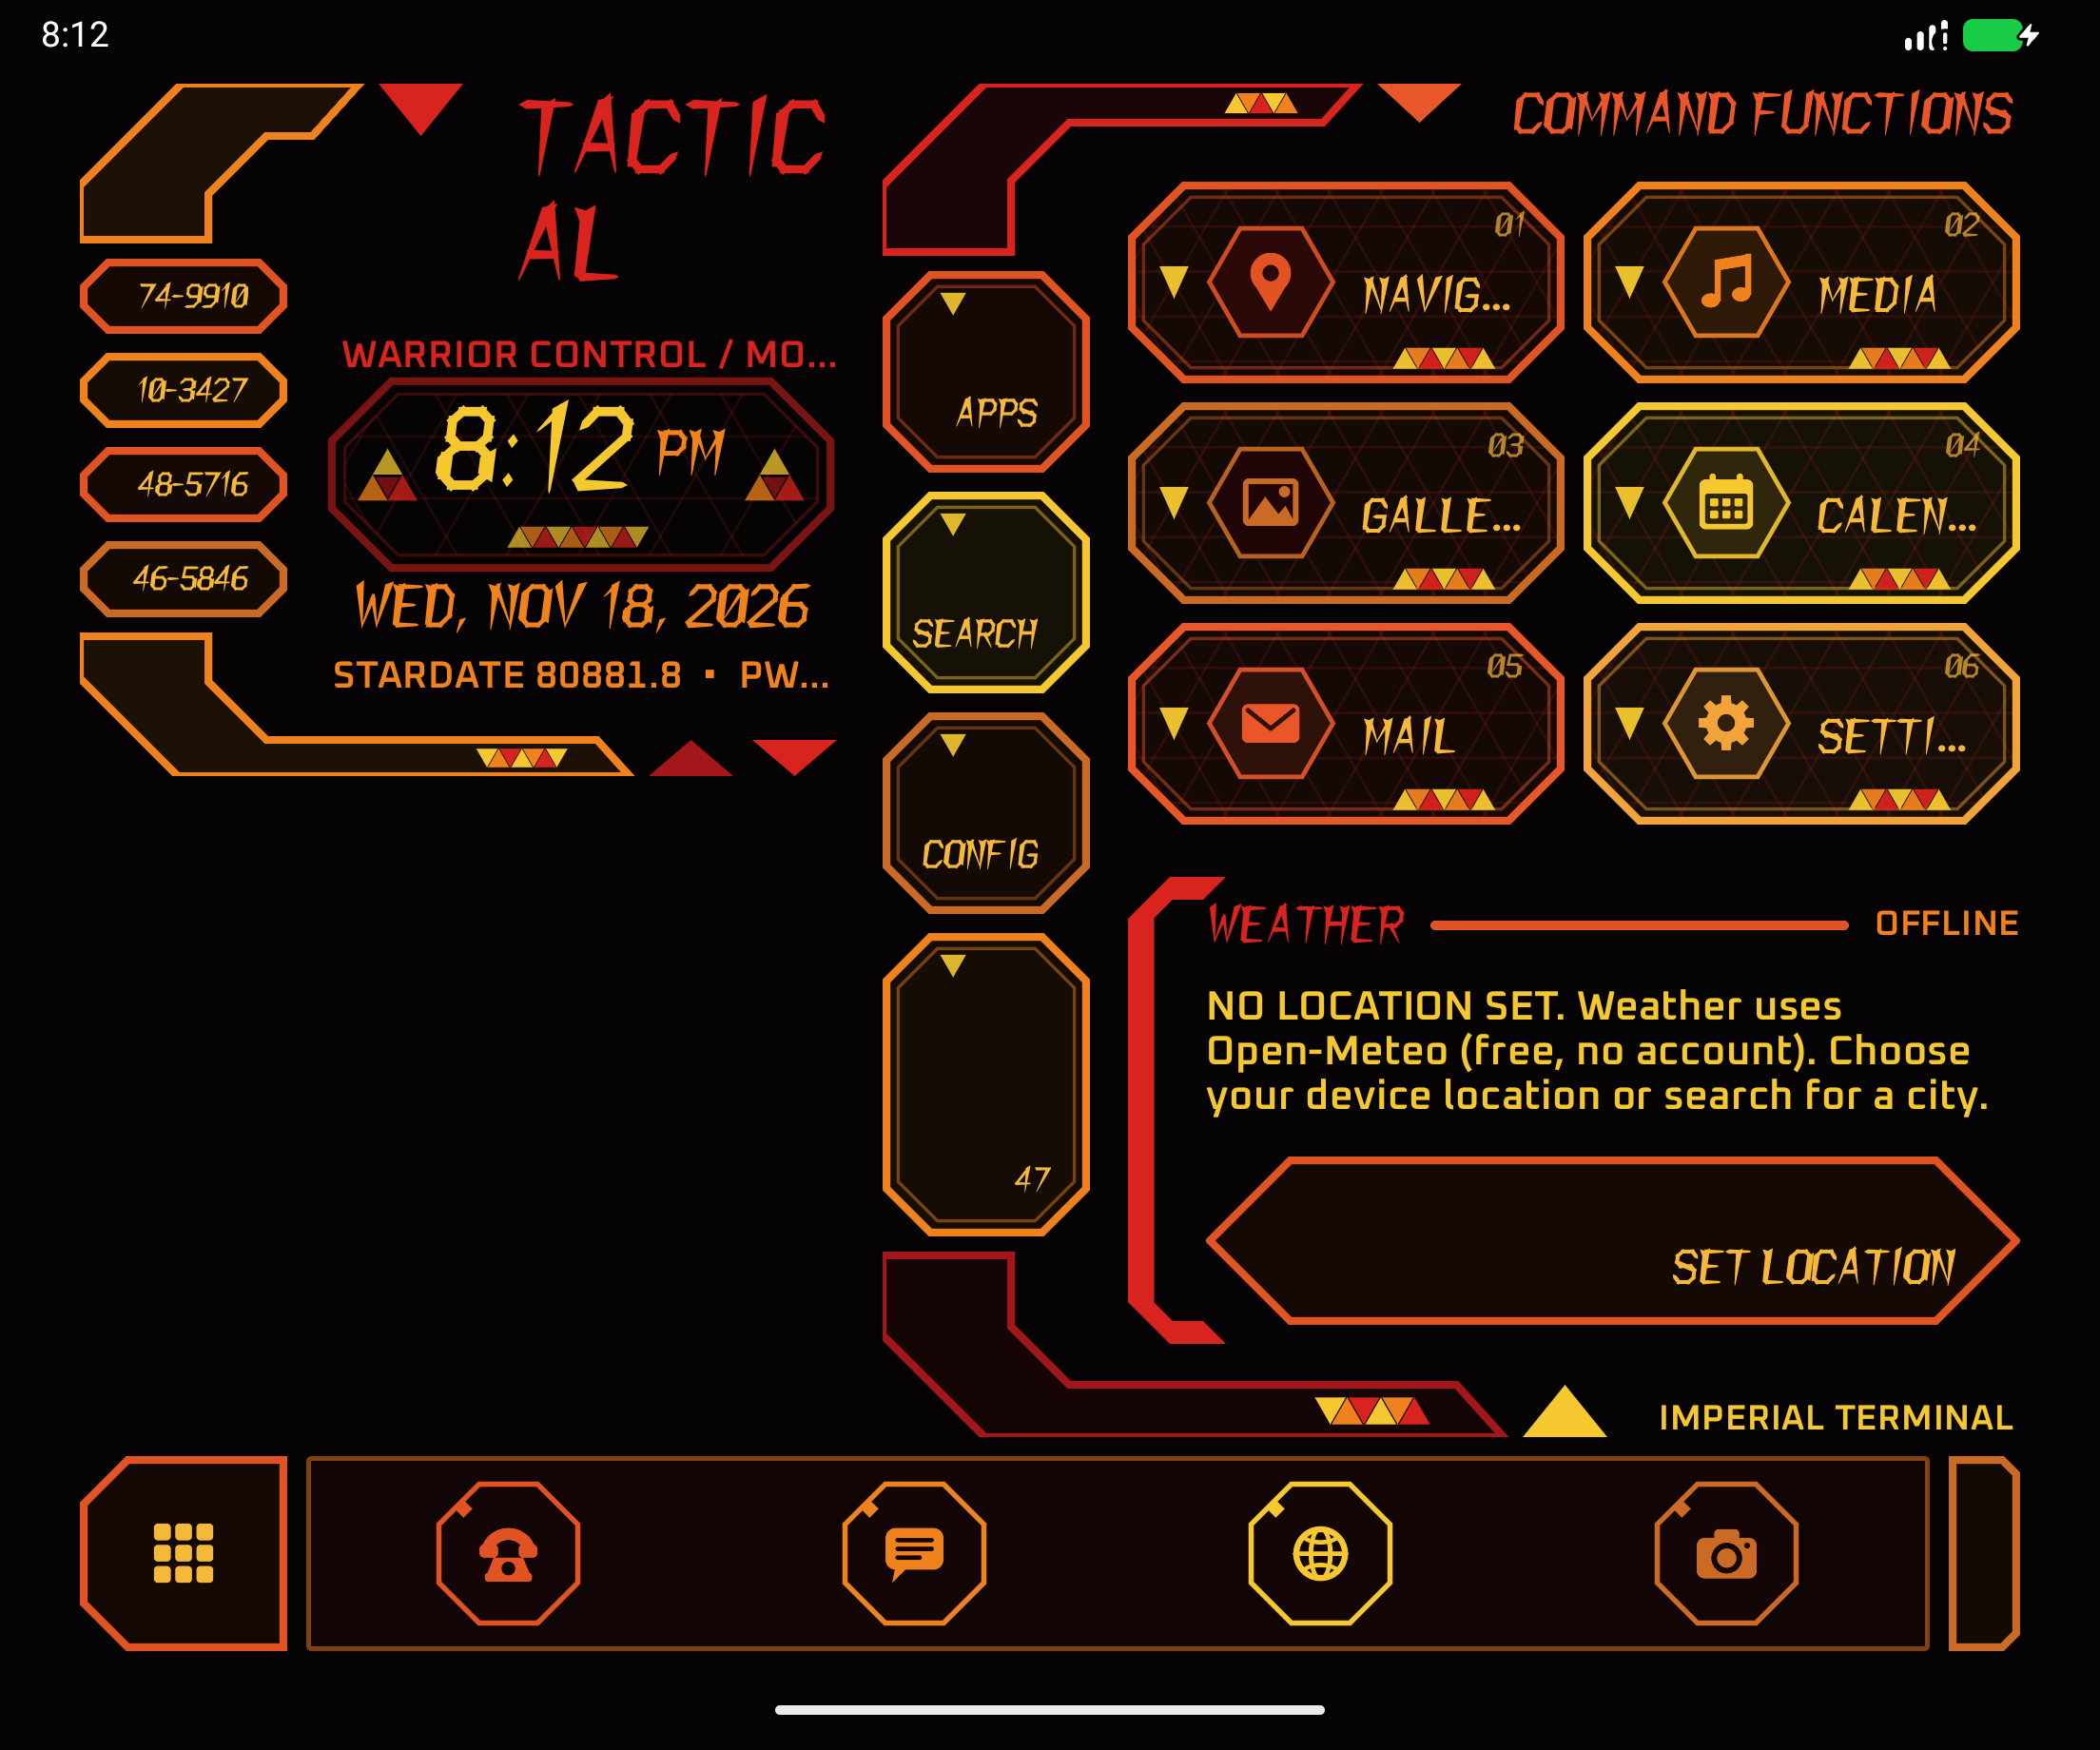 8:12
TACTIC
AL
74-9910
10-3427
48-5716
46-5846
WARRIOR CONTROL / MO...
8:12 PM
WED, NOV 18, 2026
STARDATE 80881.8 ▪ PW...
APPS
SEARCH
CONFIG
47
COMMAND FUNCTIONS
01
NAVIG...
02
MEDIA
03
GALLE...
04
CALEN...
05
MAIL
06
SETTI...
WEATHER
OFFLINE
NO LOCATION SET. Weather uses
Open-Meteo (free, no account). Choose
your device location or search for a city.
SET LOCATION
IMPERIAL TERMINAL